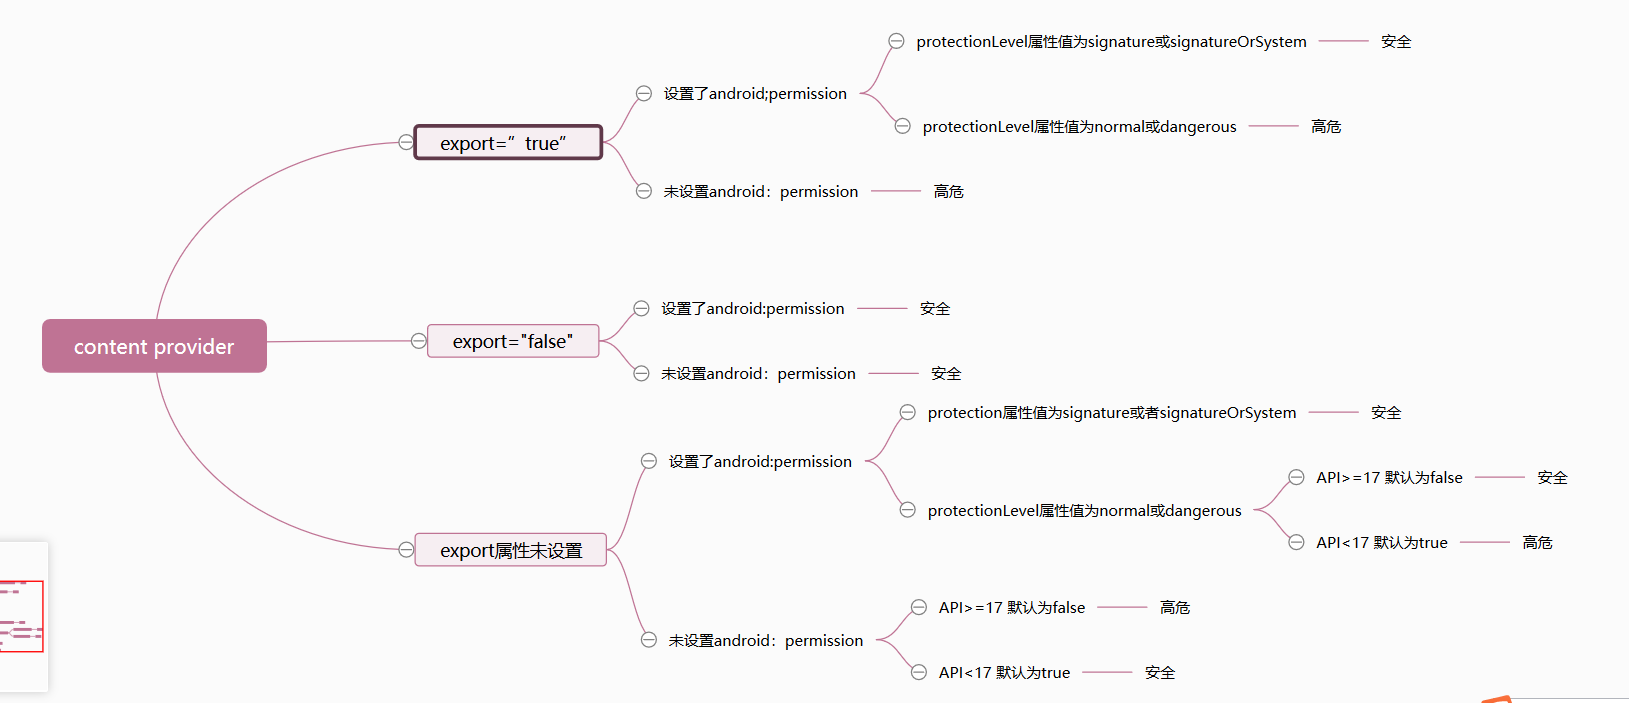 content provider
export=”true”
设置了android;permission
protectionLevel属性值为signature或signatureOrSystem
安全
protectionLevel属性值为normal或dangerous
高危
未设置android：permission
高危
export="false"
设置了android:permission
安全
未设置android：permission
安全
export属性未设置
设置了android:permission
protection属性值为signature或者signatureOrSystem
安全
protectionLevel属性值为normal或dangerous
API>=17 默认为false
安全
API<17 默认为true
高危
未设置android：permission
API>=17 默认为false
高危
API<17 默认为true
安全